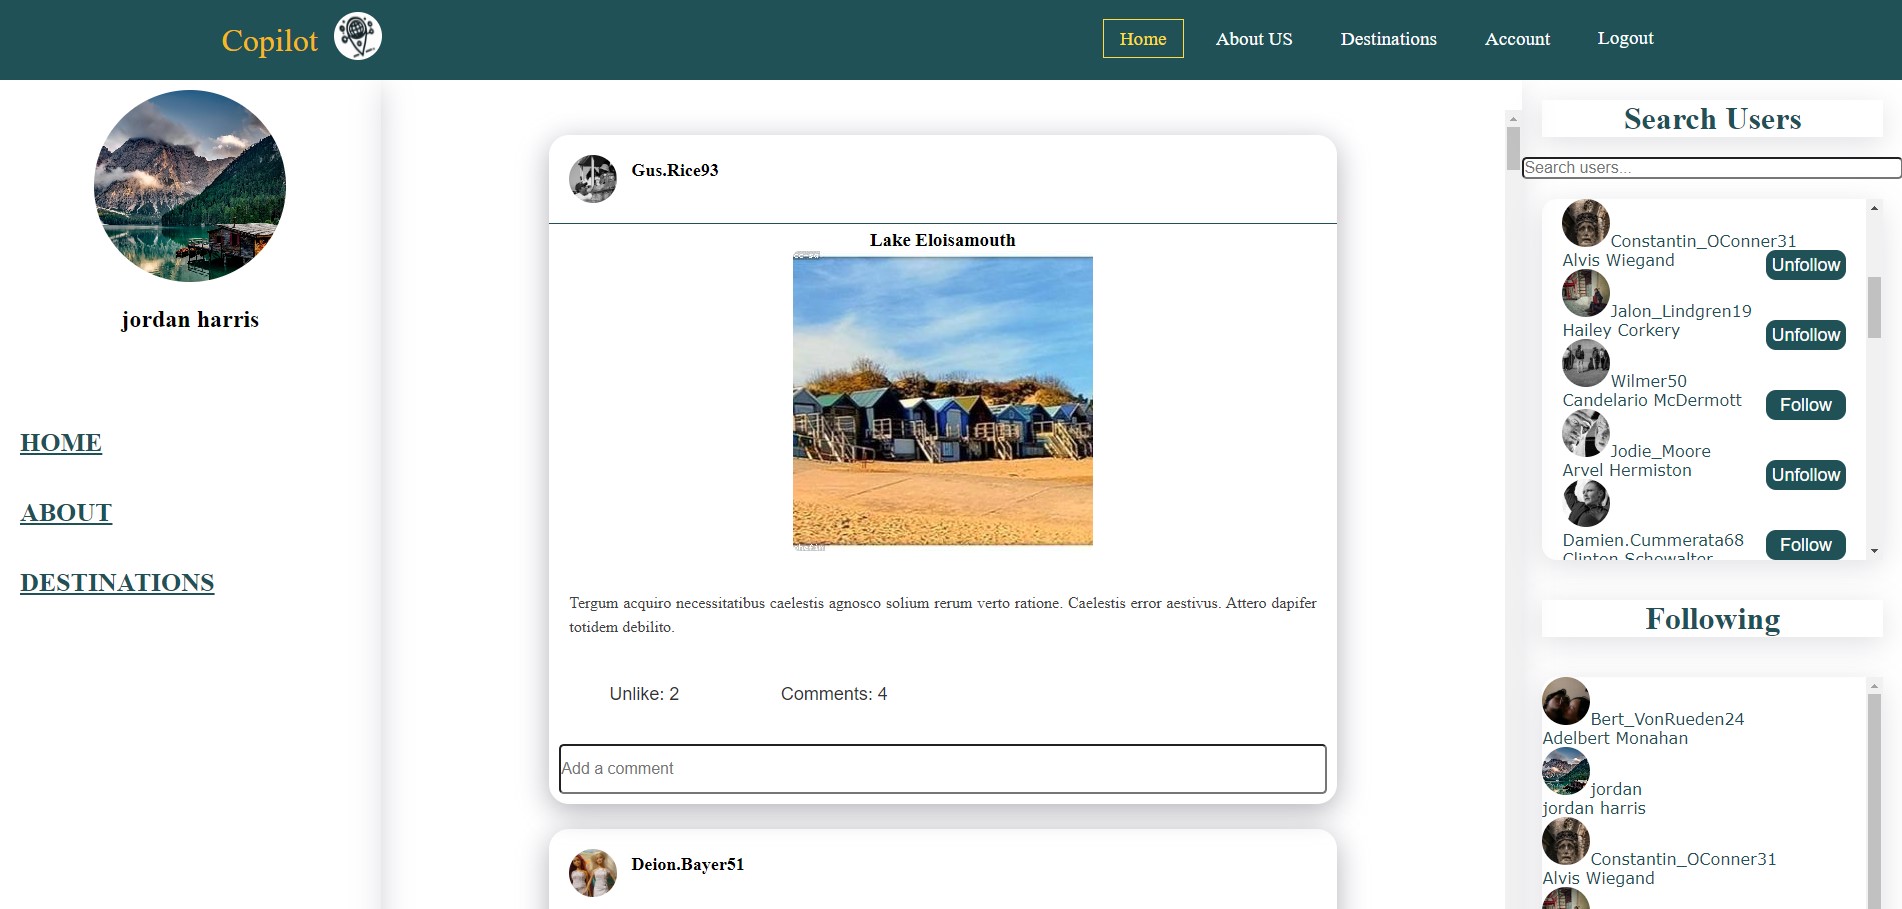 Copilot
Home
About US
Destinations
Account
Logout
jordan harris
HOME
ABOUT
DESTINATIONS
Gus.Rice93
Lake Eloisamouth
Tergum acquiro necessitatibus caelestis agnosco solium rerum verto ratione. Caelestis error aestivus. Attero dapifer
totidem debilito.
Unlike: 2
Comments: 4
Add a comment
Deion.Bayer51
Search Users
Search users...
Constantin_OConner31
Alvis Wiegand
Unfollow
Jalon_Lindgren19
Hailey Corkery
Unfollow
Wilmer50
Candelario McDermott
Follow
Jodie_Moore
Arvel Hermiston
Unfollow
Damien.Cummerata68
Clinton Schowalter
Follow
Following
Bert_VonRueden24
Adelbert Monahan
jordan
jordan harris
Constantin_OConner31
Alvis Wiegand